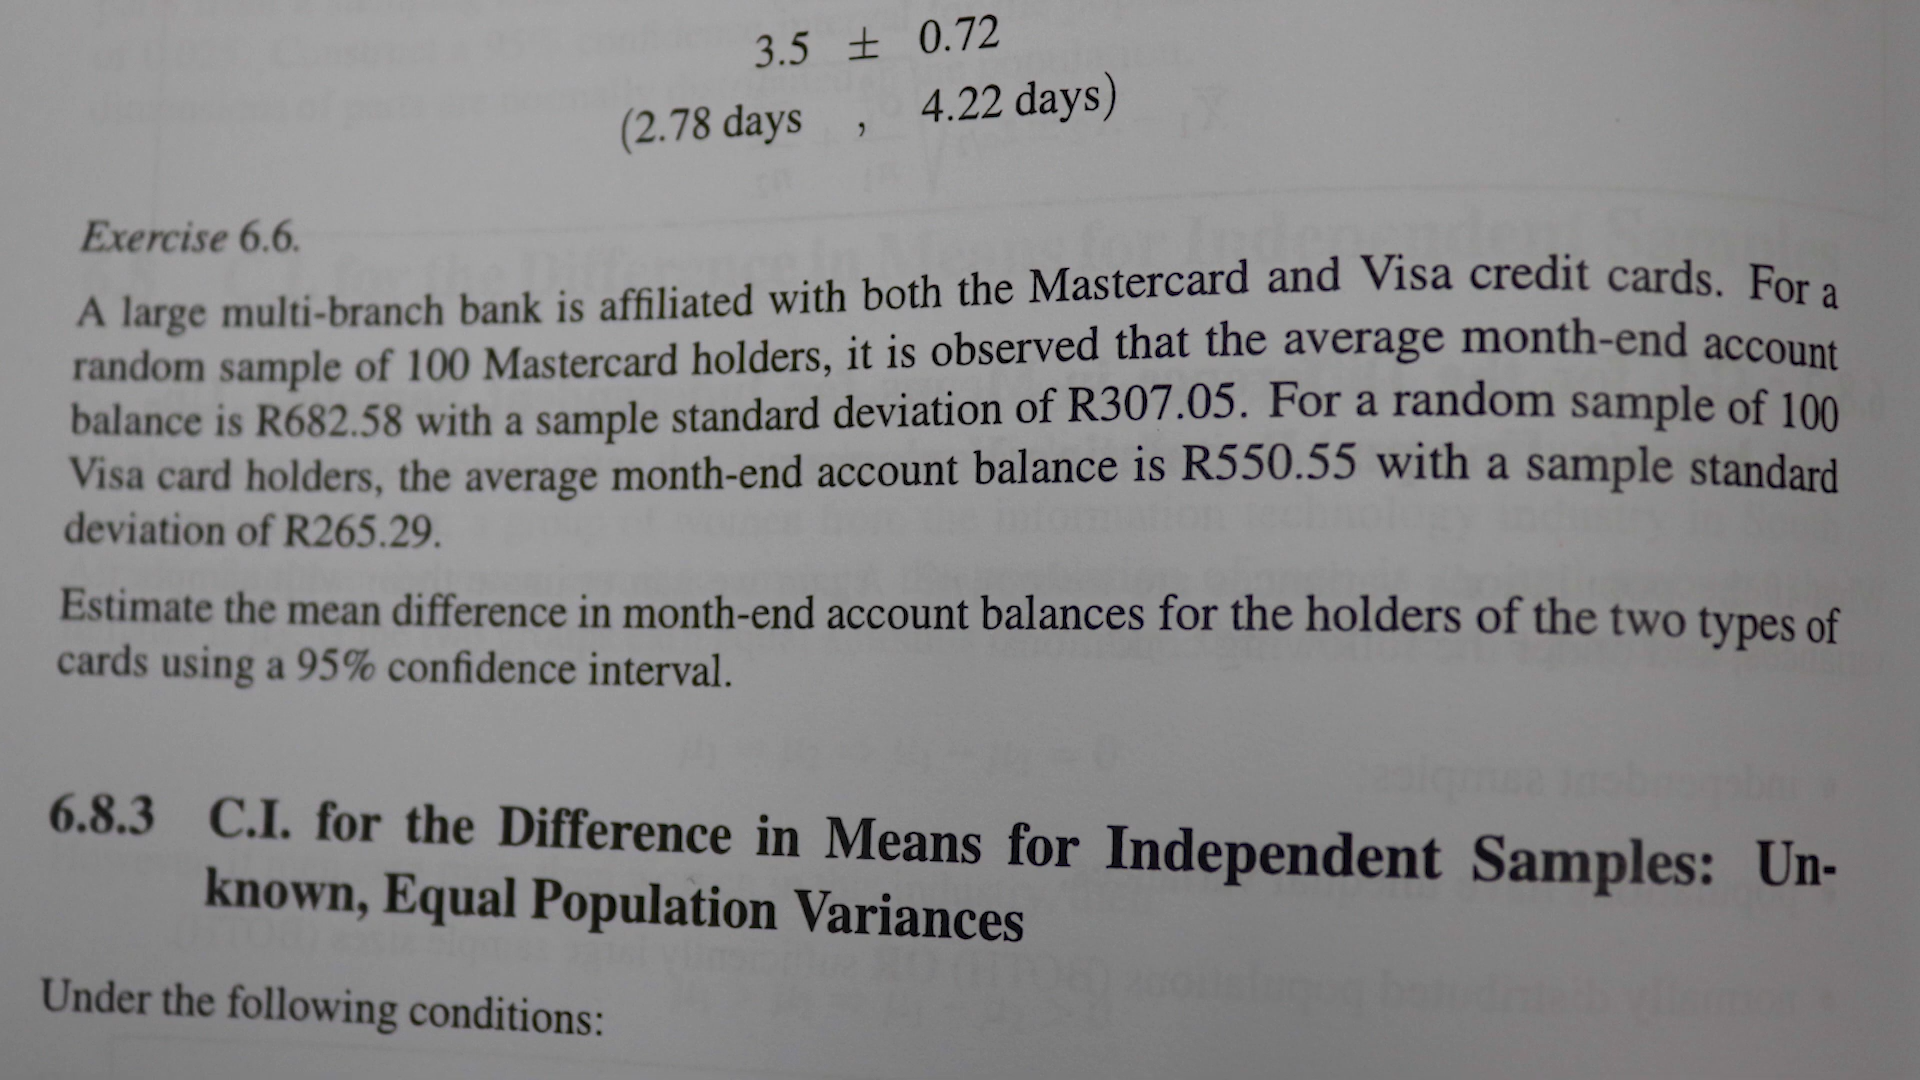 3.5 ± 0.72
(2.78 days , 4.22 days)
Exercise 6.6.
A large multi-branch bank is affiliated with both the Mastercard and Visa credit cards. For a
random sample of 100 Mastercard holders, it is observed that the average month-end account
balance is R682.58 with a sample standard deviation of R307.05. For a random sample of 100
Visa card holders, the average month-end account balance is R550.55 with a sample standard
deviation of R265.29.
Estimate the mean difference in month-end account balances for the holders of the two types of
cards using a 95% confidence interval.
6.8.3 C.I. for the Difference in Means for Independent Samples: Un-
known, Equal Population Variances
Under the following conditions: